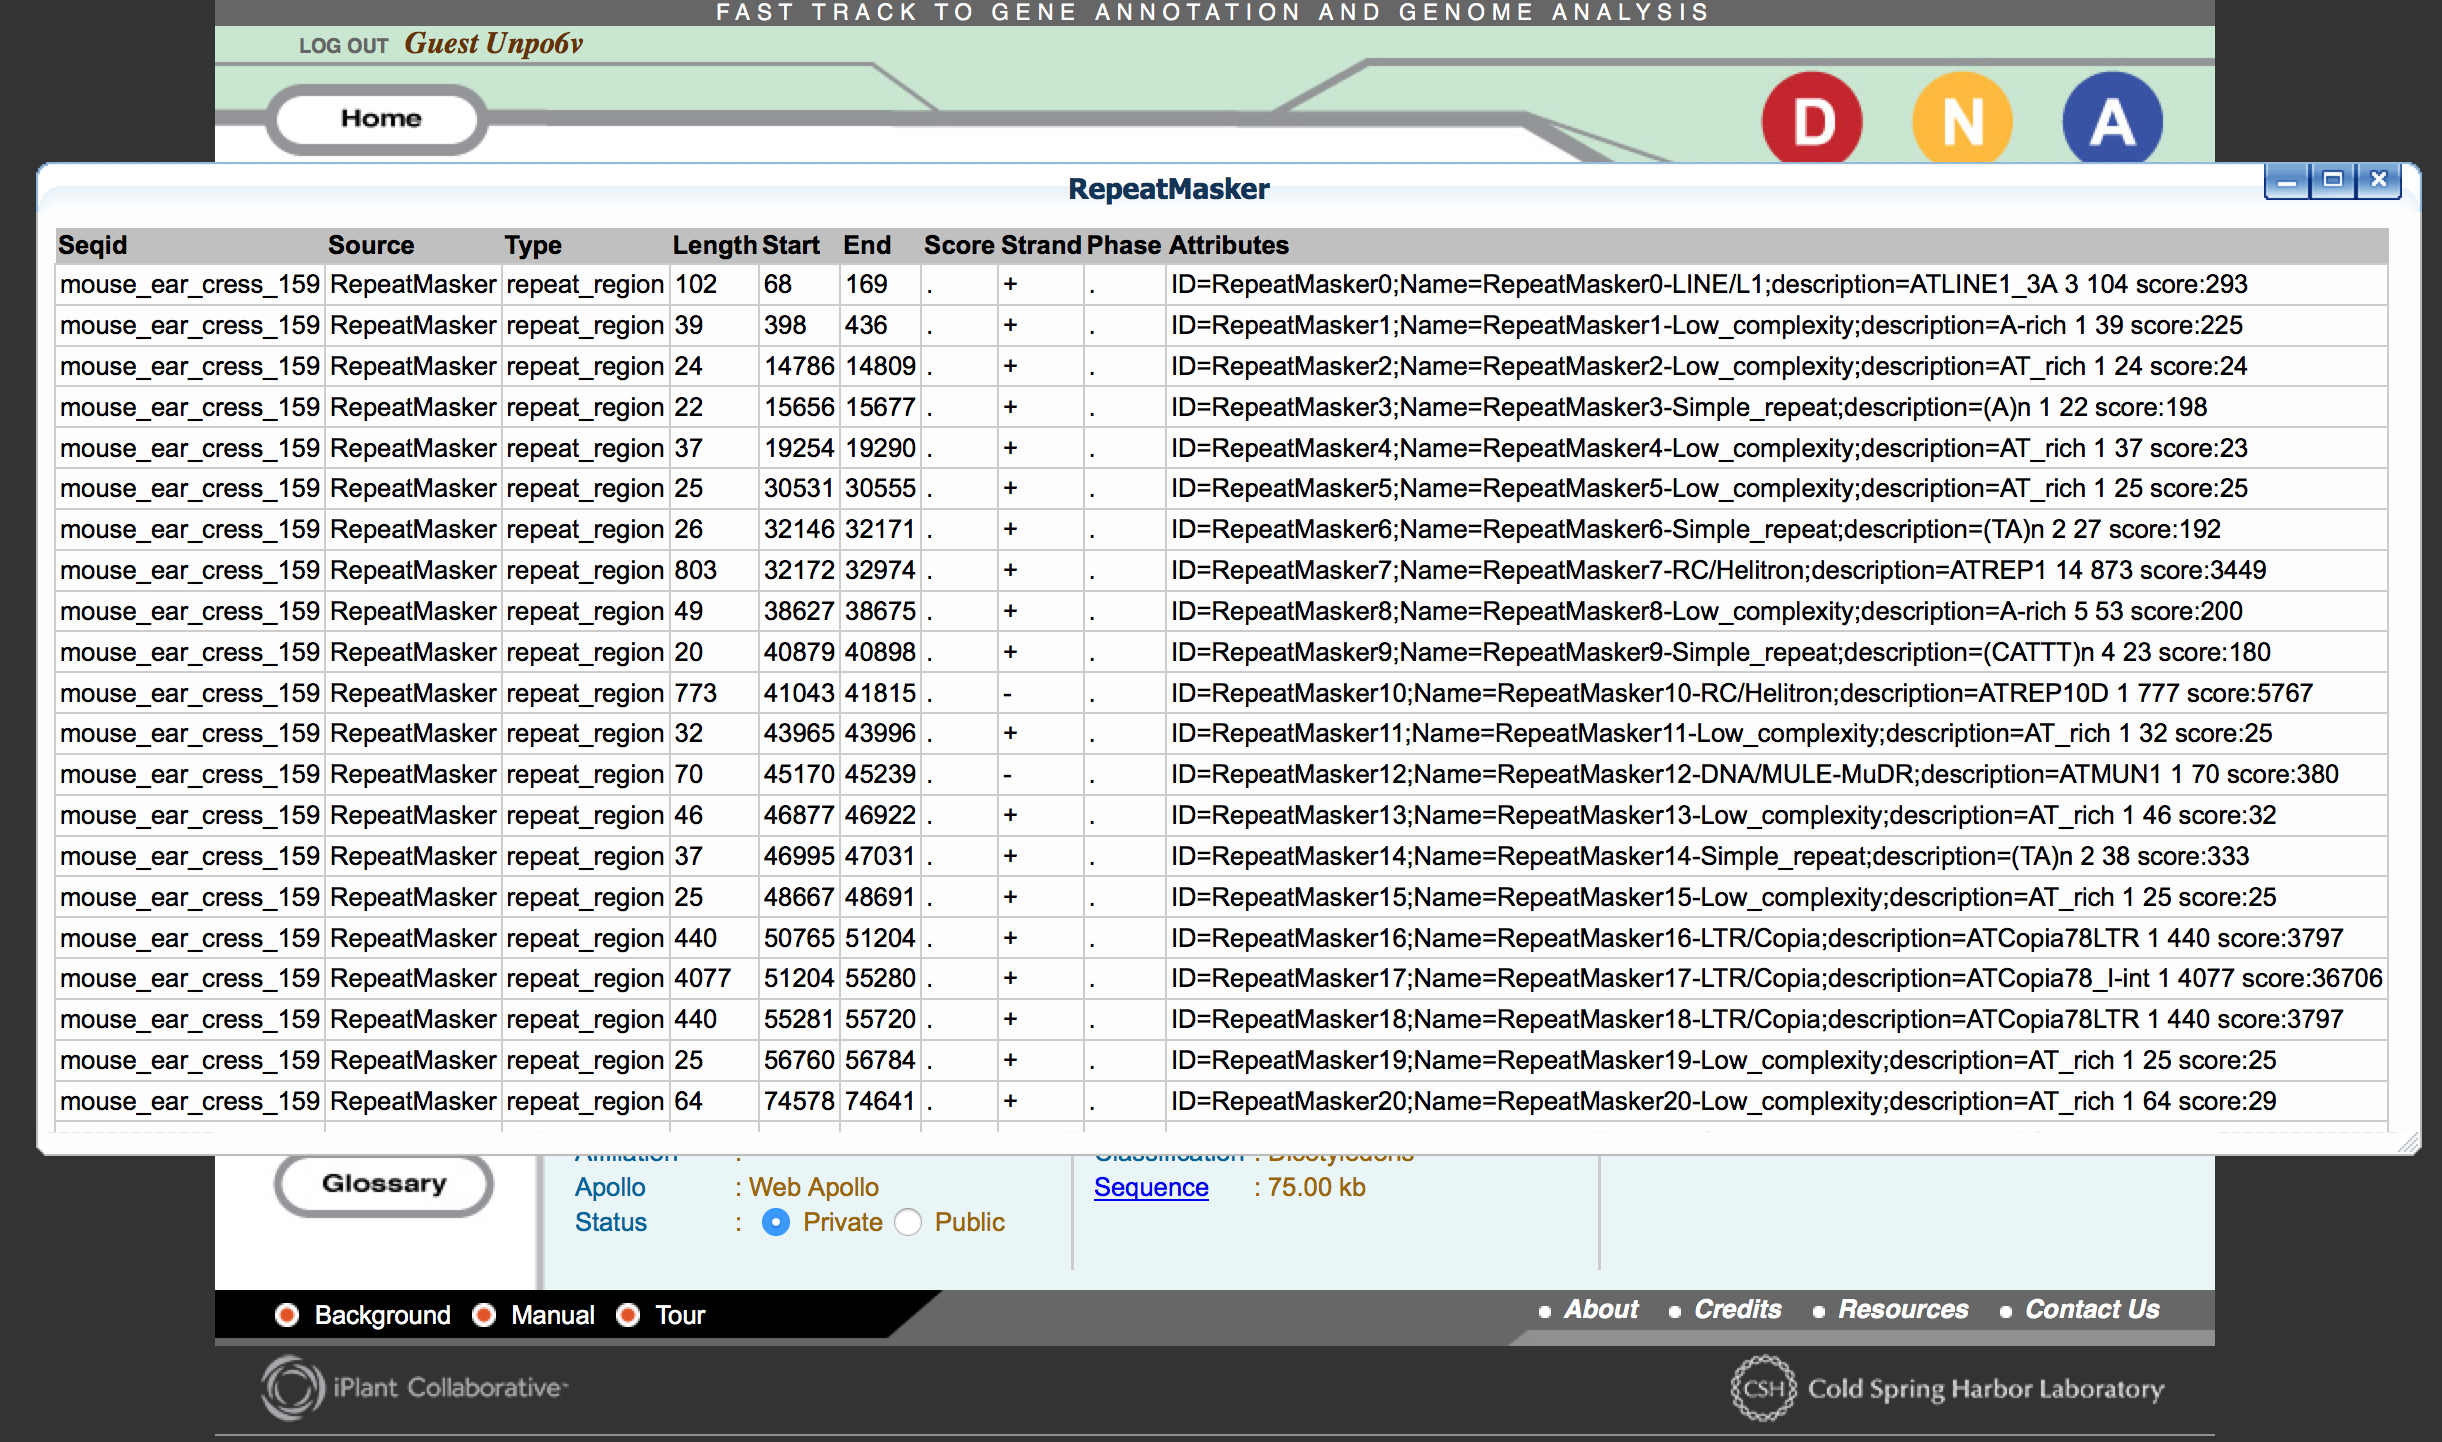 FAST TRACK TO GENE ANNOTATION AND GENOME ANALYSIS
LOG OUT Guest Unpo6v
Home
D N A
RepeatMasker
Seqid Source Type Length Start End Score Strand Phase Attributes
mouse_ear_cress_159 RepeatMasker repeat_region 102 68 169 . + . ID=RepeatMasker0;Name=RepeatMasker0-LINE/L1;description=ATLINE1_3A 3 104 score:293
mouse_ear_cress_159 RepeatMasker repeat_region 39 398 436 . + . ID=RepeatMasker1;Name=RepeatMasker1-Low_complexity;description=A-rich 1 39 score:225
mouse_ear_cress_159 RepeatMasker repeat_region 24 14786 14809 . + . ID=RepeatMasker2;Name=RepeatMasker2-Low_complexity;description=AT_rich 1 24 score:24
mouse_ear_cress_159 RepeatMasker repeat_region 22 15656 15677 . + . ID=RepeatMasker3;Name=RepeatMasker3-Simple_repeat;description=(A)n 1 22 score:198
mouse_ear_cress_159 RepeatMasker repeat_region 37 19254 19290 . + . ID=RepeatMasker4;Name=RepeatMasker4-Low_complexity;description=AT_rich 1 37 score:23
mouse_ear_cress_159 RepeatMasker repeat_region 25 30531 30555 . + . ID=RepeatMasker5;Name=RepeatMasker5-Low_complexity;description=AT_rich 1 25 score:25
mouse_ear_cress_159 RepeatMasker repeat_region 26 32146 32171 . + . ID=RepeatMasker6;Name=RepeatMasker6-Simple_repeat;description=(TA)n 2 27 score:192
mouse_ear_cress_159 RepeatMasker repeat_region 803 32172 32974 . + . ID=RepeatMasker7;Name=RepeatMasker7-RC/Helitron;description=ATREP1 14 873 score:3449
mouse_ear_cress_159 RepeatMasker repeat_region 49 38627 38675 . + . ID=RepeatMasker8;Name=RepeatMasker8-Low_complexity;description=A-rich 5 53 score:200
mouse_ear_cress_159 RepeatMasker repeat_region 20 40879 40898 . + . ID=RepeatMasker9;Name=RepeatMasker9-Simple_repeat;description=(CATTT)n 4 23 score:180
mouse_ear_cress_159 RepeatMasker repeat_region 773 41043 41815 . - . ID=RepeatMasker10;Name=RepeatMasker10-RC/Helitron;description=ATREP10D 1 777 score:5767
mouse_ear_cress_159 RepeatMasker repeat_region 32 43965 43996 . + . ID=RepeatMasker11;Name=RepeatMasker11-Low_complexity;description=AT_rich 1 32 score:25
mouse_ear_cress_159 RepeatMasker repeat_region 70 45170 45239 . - . ID=RepeatMasker12;Name=RepeatMasker12-DNA/MULE-MuDR;description=ATMUN1 1 70 score:380
mouse_ear_cress_159 RepeatMasker repeat_region 46 46877 46922 . + . ID=RepeatMasker13;Name=RepeatMasker13-Low_complexity;description=AT_rich 1 46 score:32
mouse_ear_cress_159 RepeatMasker repeat_region 37 46995 47031 . + . ID=RepeatMasker14;Name=RepeatMasker14-Simple_repeat;description=(TA)n 2 38 score:333
mouse_ear_cress_159 RepeatMasker repeat_region 25 48667 48691 . + . ID=RepeatMasker15;Name=RepeatMasker15-Low_complexity;description=AT_rich 1 25 score:25
mouse_ear_cress_159 RepeatMasker repeat_region 440 50765 51204 . + . ID=RepeatMasker16;Name=RepeatMasker16-LTR/Copia;description=ATCopia78LTR 1 440 score:3797
mouse_ear_cress_159 RepeatMasker repeat_region 4077 51204 55280 . + . ID=RepeatMasker17;Name=RepeatMasker17-LTR/Copia;description=ATCopia78_I-int 1 4077 score:36706
mouse_ear_cress_159 RepeatMasker repeat_region 440 55281 55720 . + . ID=RepeatMasker18;Name=RepeatMasker18-LTR/Copia;description=ATCopia78LTR 1 440 score:3797
mouse_ear_cress_159 RepeatMasker repeat_region 25 56760 56784 . + . ID=RepeatMasker19;Name=RepeatMasker19-Low_complexity;description=AT_rich 1 25 score:25
mouse_ear_cress_159 RepeatMasker repeat_region 64 74578 74641 . + . ID=RepeatMasker20;Name=RepeatMasker20-Low_complexity;description=AT_rich 1 64 score:29
Glossary
Affiliation : Classification : Dicotyledons
Apollo : Web Apollo Sequence : 75.00 kb
Status : Private Public
Background Manual Tour About Credits Resources Contact Us
iPlant Collaborative CSH Cold Spring Harbor Laboratory